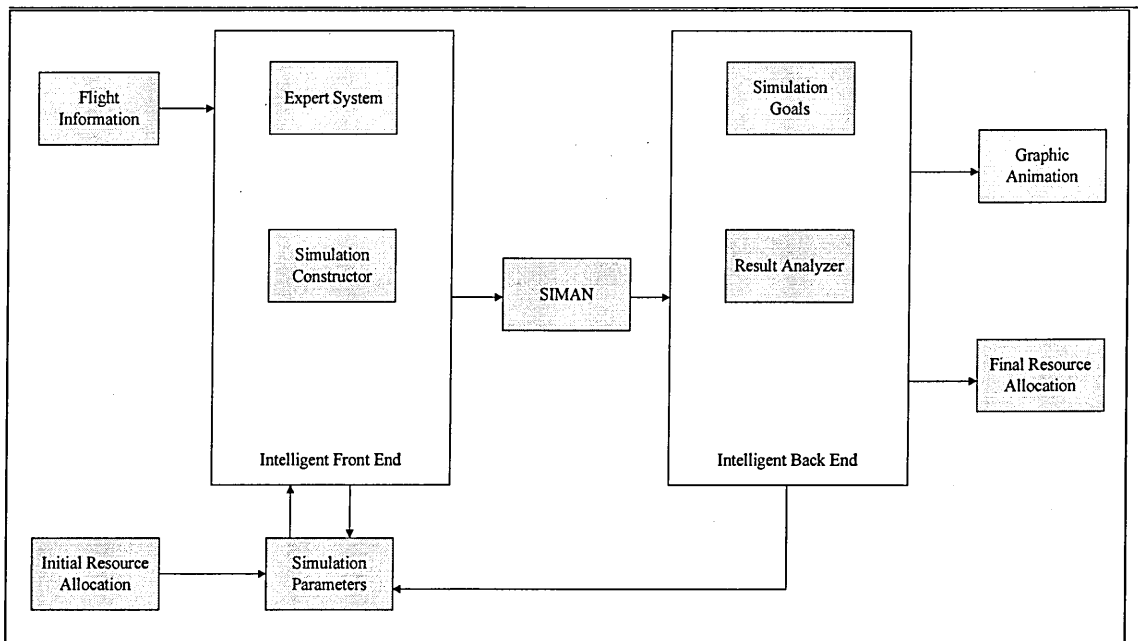 Flight
Information
Expert System
Simulation
Goals
Graphic
Animation
Simulation
Constructor
SIMAN
Result Analyzer
Final Resource
Allocation
Intelligent Front End
Intelligent Back End
Initial Resource
Allocation
Simulation
Parameters